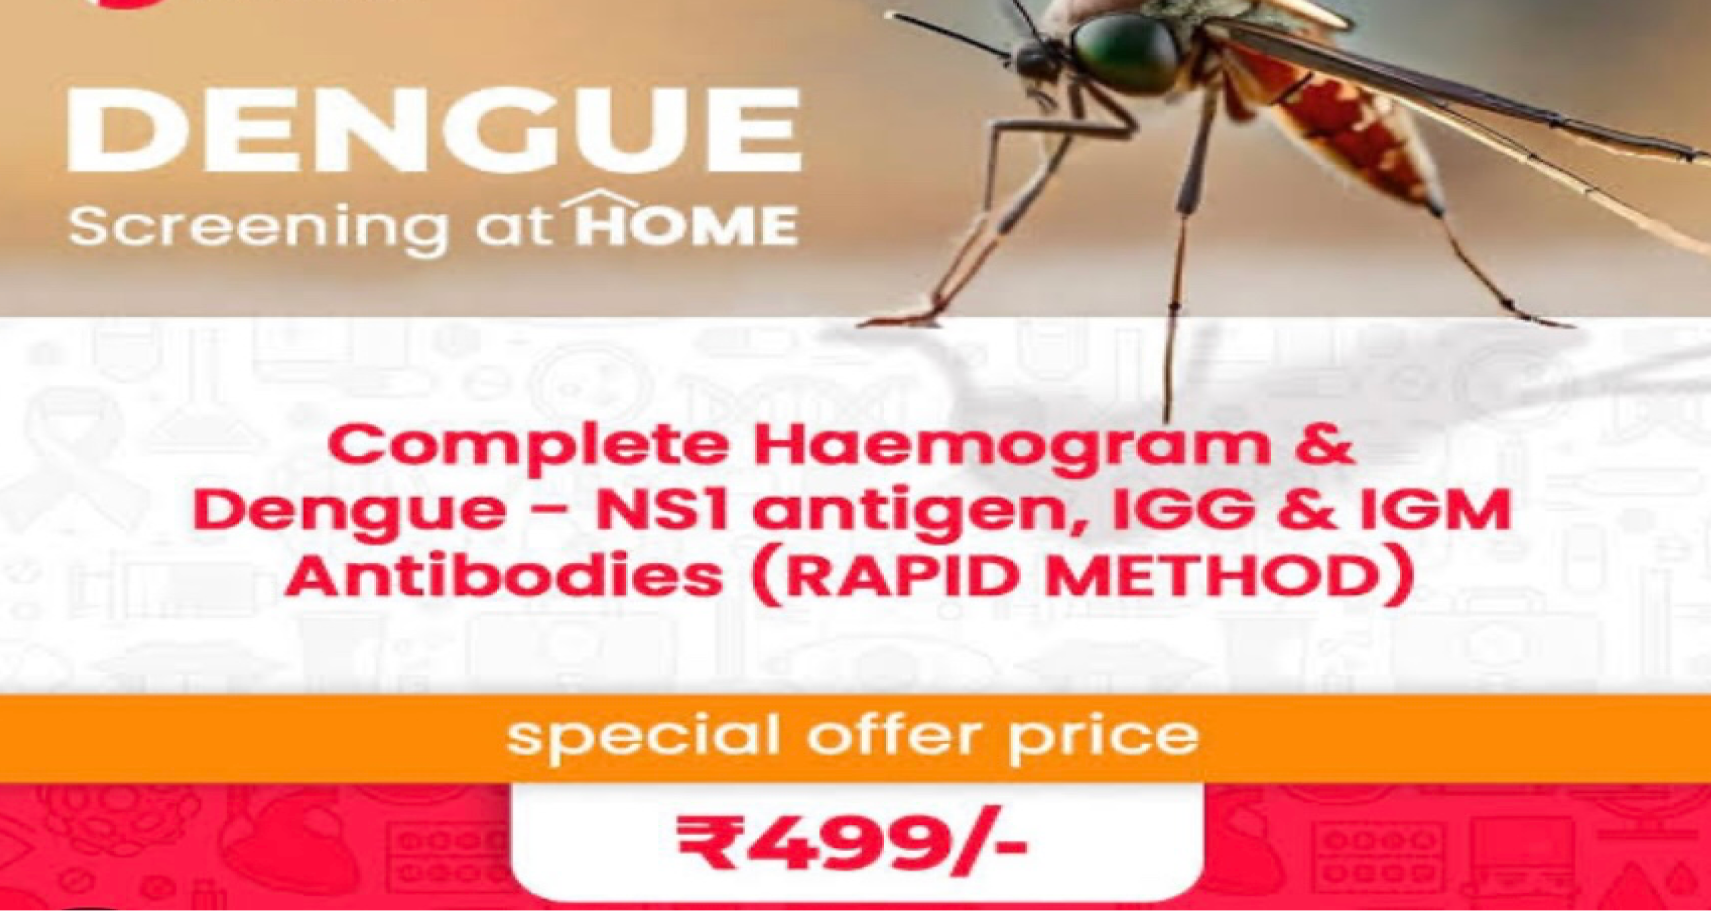 DENGUE
Screening at HOME
Complete Haemogram &
Dengue – NS1 antigen, IGG & IGM
Antibodies (RAPID METHOD)
special offer price
₹499/-